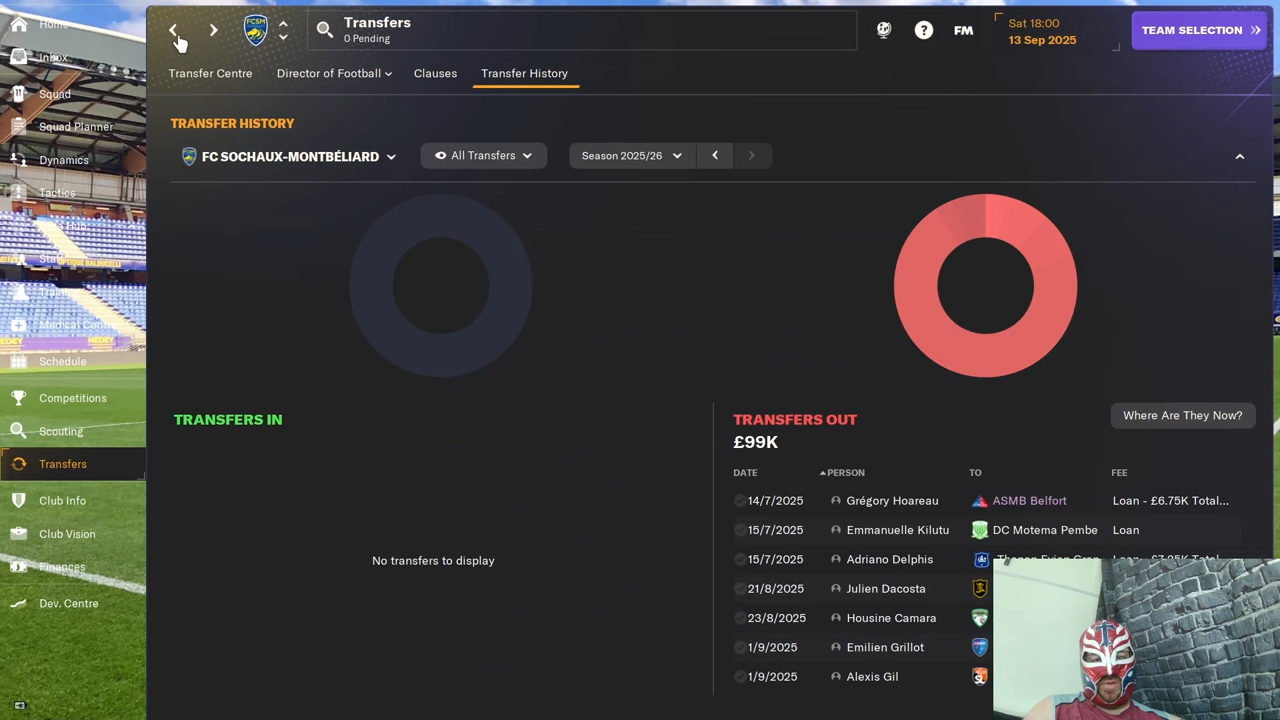 Home
Inbox
Squad
Squad Planner
Dynamics
Tactics
Schedule
Competitions
Scouting
Transfers
Club Info
Club Vision
Finances
Dev. Centre
FCSM
Transfers
0 Pending
FM
Sat 18:00
13 Sep 2025
TEAM SELECTION
Transfer Centre
Director of Football
Clauses
Transfer History
TRANSFER HISTORY
FC SOCHAUX-MONTBÉLIARD
All Transfers
Season 2025/26
TRANSFERS IN
No transfers to display
TRANSFERS OUT
Where Are They Now?
£99K
DATE PERSON TO FEE
14/7/2025 Grégory Hoareau ASMB Belfort Loan - £6.75K Total...
15/7/2025 Emmanuelle Kilutu DC Motema Pembe Loan
15/7/2025 Adriano Delphis
21/8/2025 Julien Dacosta
23/8/2025 Housine Camara
1/9/2025 Emilien Grillot
1/9/2025 Alexis Gil